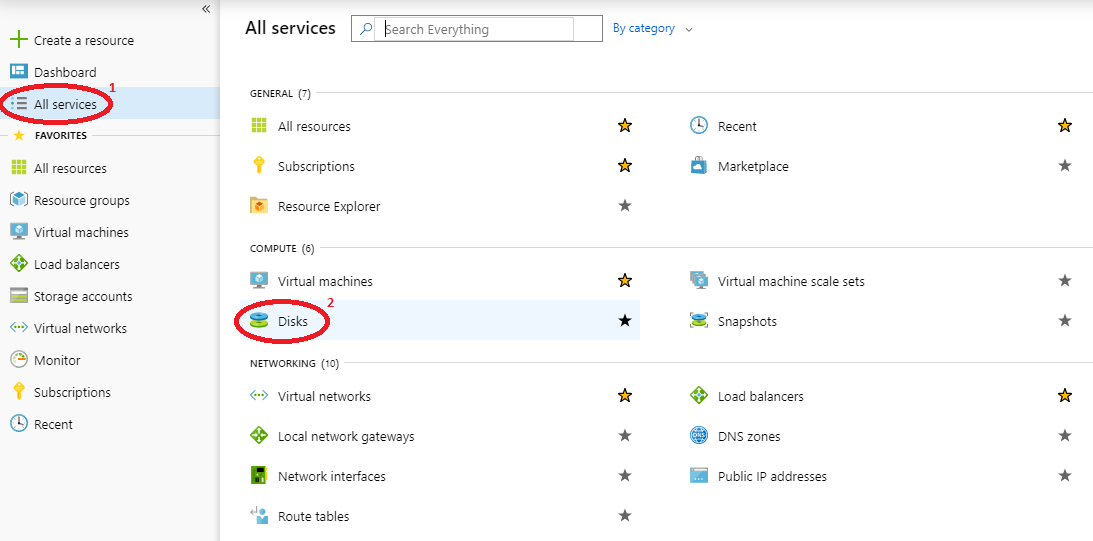 «
Create a resource
Dashboard
1
All services
FAVORITES
All resources
Resource groups
Virtual machines
Load balancers
Storage accounts
Virtual networks
Monitor
Subscriptions
Recent
All services
Search Everything
By category
GENERAL (7)
All resources
Recent
Subscriptions
Marketplace
Resource Explorer
COMPUTE (6)
Virtual machines
Virtual machine scale sets
2
Disks
Snapshots
NETWORKING (10)
Virtual networks
Load balancers
Local network gateways
DNS
DNS zones
Network interfaces
Public IP addresses
Route tables